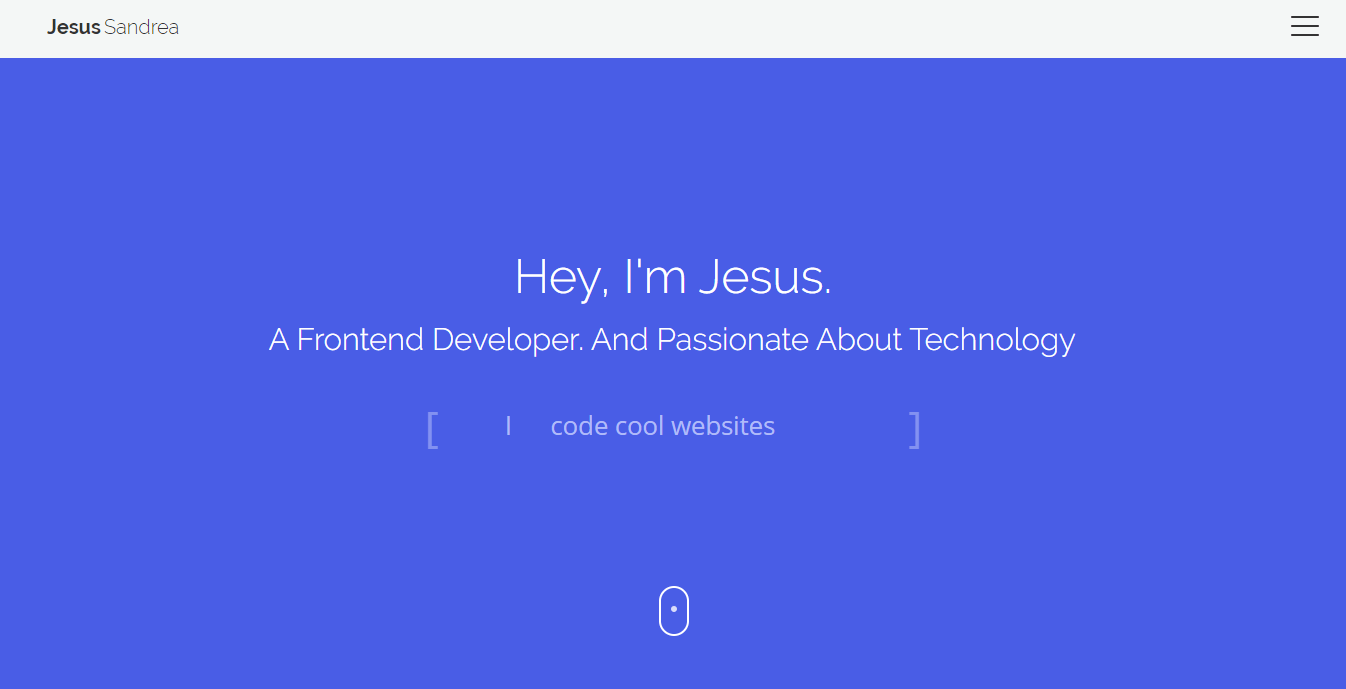 Jesus Sandrea
Hey, I'm Jesus.
A Frontend Developer. And Passionate About Technology
[ I code cool websites ]